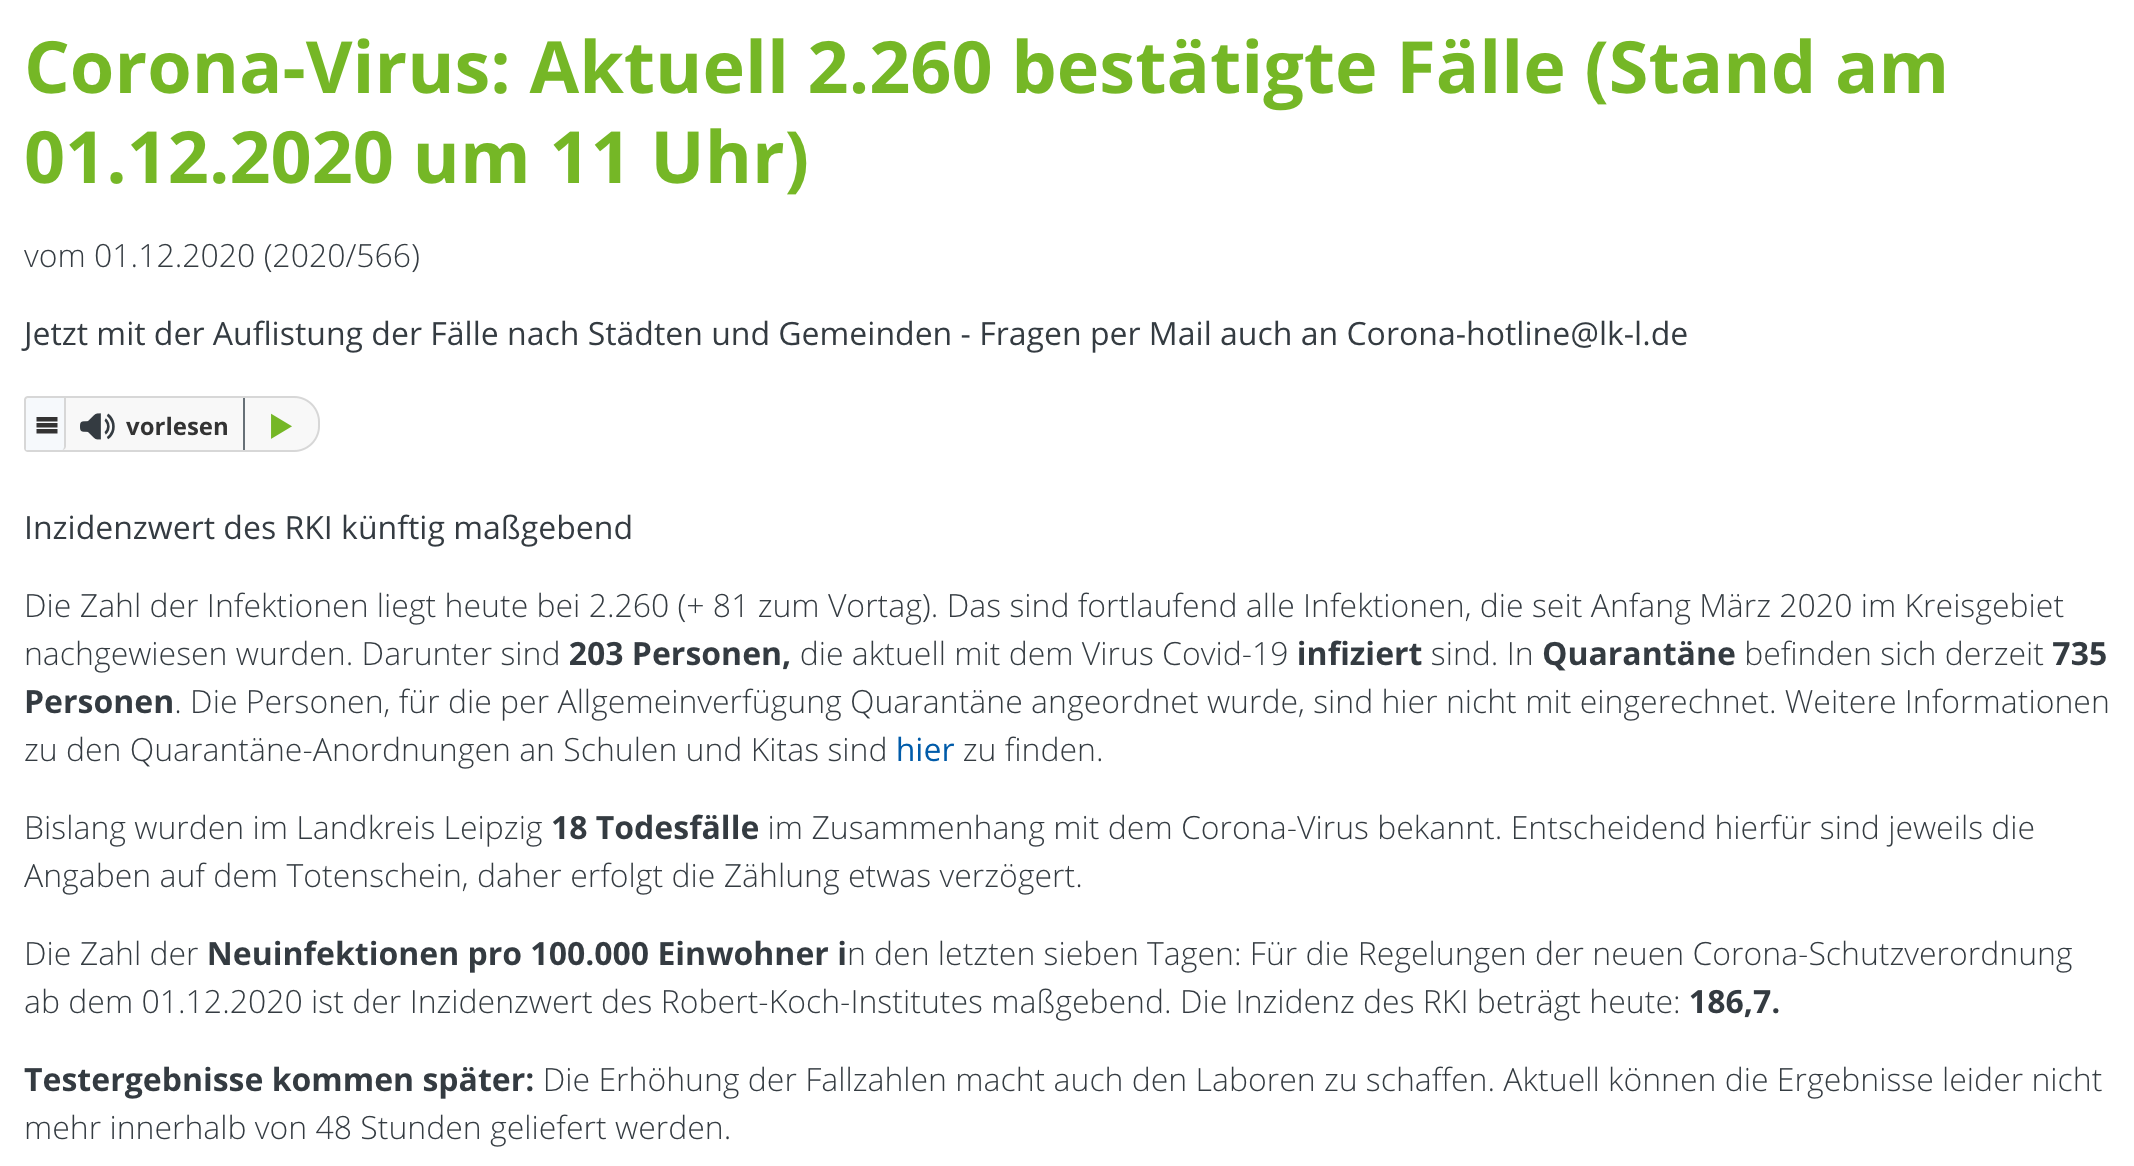 Corona-Virus: Aktuell 2.260 bestätigte Fälle (Stand am
01.12.2020 um 11 Uhr)
vom 01.12.2020 (2020/566)
Jetzt mit der Auflistung der Fälle nach Städten und Gemeinden - Fragen per Mail auch an Corona-hotline@lk-l.de
vorlesen
Inzidenzwert des RKI künftig maßgebend
Die Zahl der Infektionen liegt heute bei 2.260 (+ 81 zum Vortag). Das sind fortlaufend alle Infektionen, die seit Anfang März 2020 im Kreisgebiet
nachgewiesen wurden. Darunter sind 203 Personen, die aktuell mit dem Virus Covid-19 infiziert sind. In Quarantäne befinden sich derzeit 735
Personen. Die Personen, für die per Allgemeinverfügung Quarantäne angeordnet wurde, sind hier nicht mit eingerechnet. Weitere Informationen
zu den Quarantäne-Anordnungen an Schulen und Kitas sind hier zu finden.
Bislang wurden im Landkreis Leipzig 18 Todesfälle im Zusammenhang mit dem Corona-Virus bekannt. Entscheidend hierfür sind jeweils die
Angaben auf dem Totenschein, daher erfolgt die Zählung etwas verzögert.
Die Zahl der Neuinfektionen pro 100.000 Einwohner in den letzten sieben Tagen: Für die Regelungen der neuen Corona-Schutzverordnung
ab dem 01.12.2020 ist der Inzidenzwert des Robert-Koch-Institutes maßgebend. Die Inzidenz des RKI beträgt heute: 186,7.
Testergebnisse kommen später: Die Erhöhung der Fallzahlen macht auch den Laboren zu schaffen. Aktuell können die Ergebnisse leider nicht
mehr innerhalb von 48 Stunden geliefert werden.